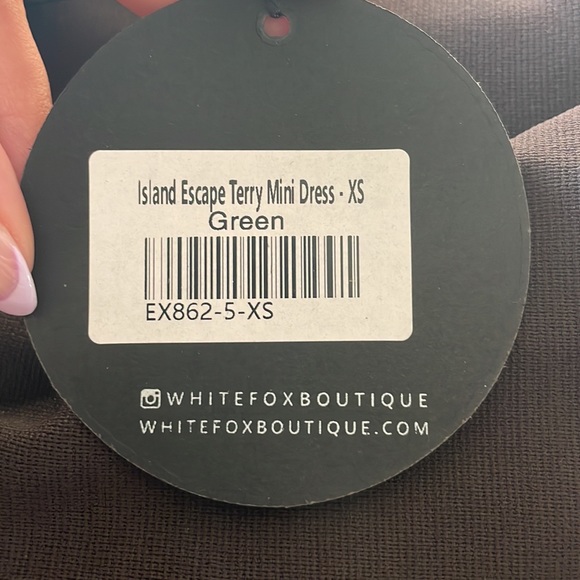 Island Escape Terry Mini Dress - XS
Green
EX862-5-XS
WHITEFOXBOUTIQUE
WHITEFOXBOUTIQUE.COM